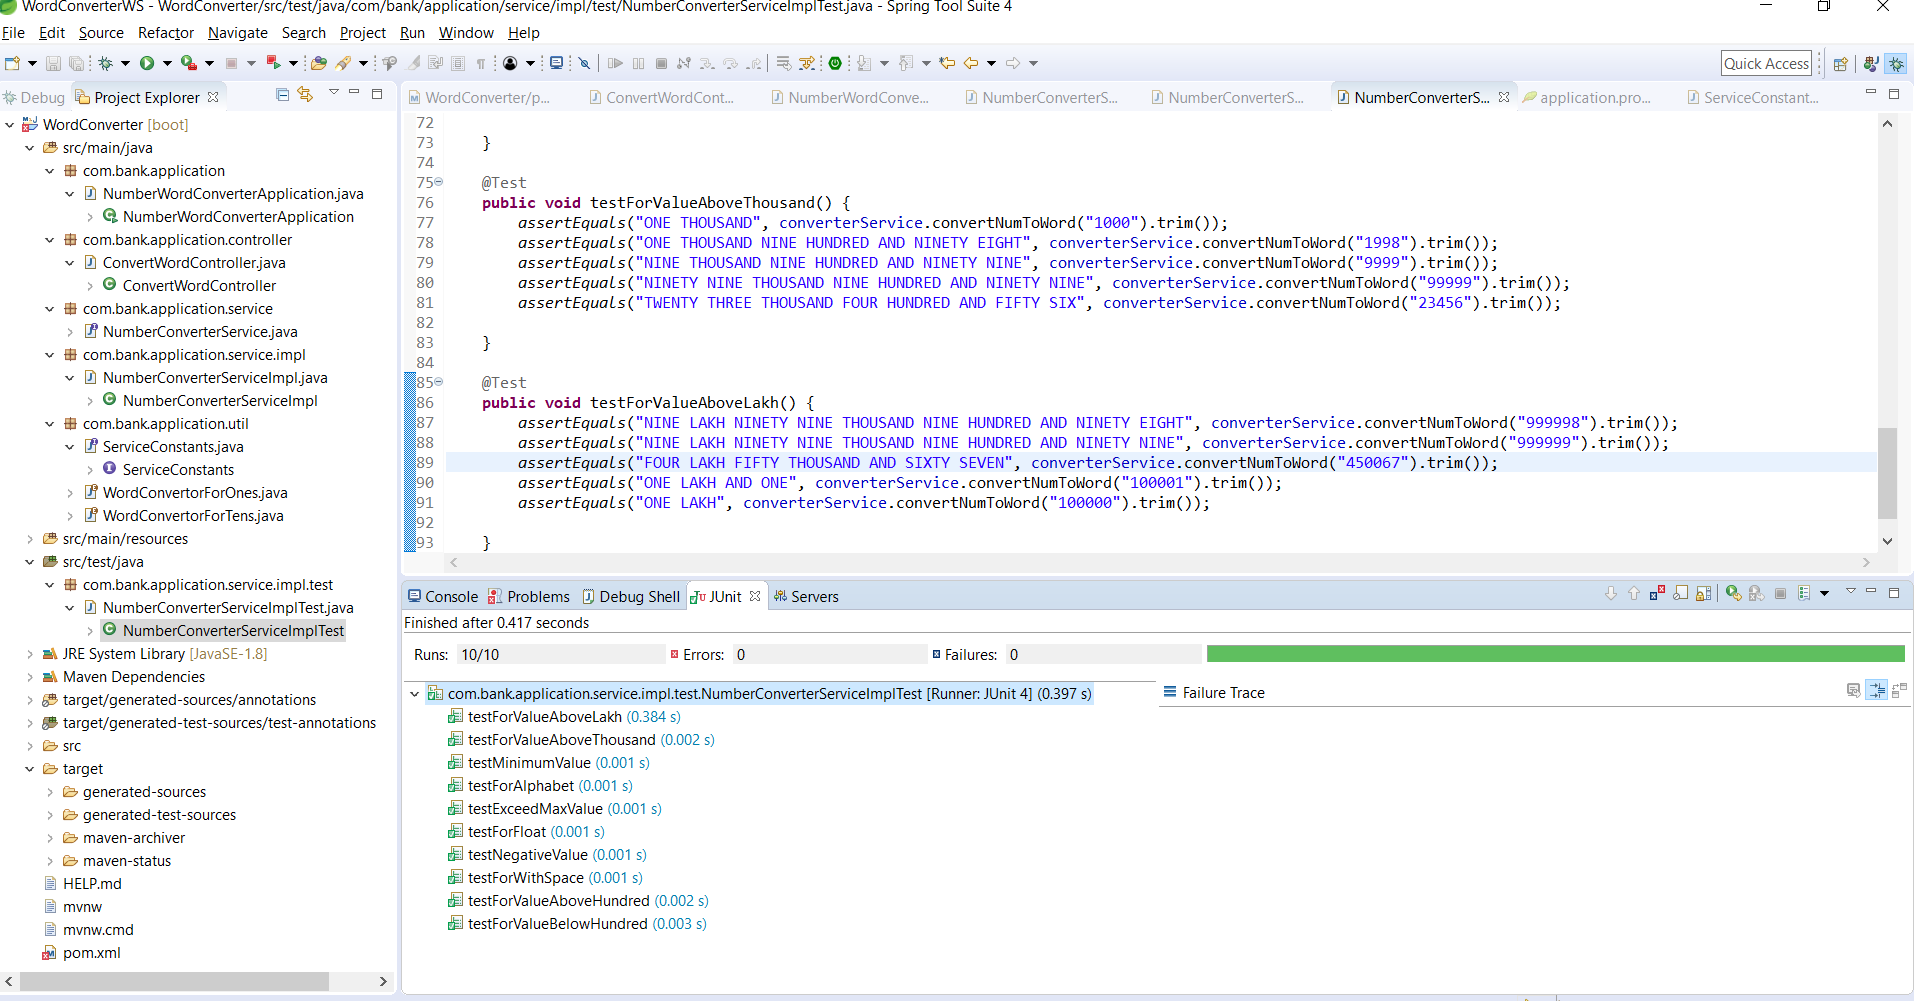 WordConverterWS - WordConverter/src/test/java/com/bank/application/service/impl/test/NumberConverterServiceImplTest.java - Spring Tool Suite 4
File Edit Source Refactor Navigate Search Project Run Window Help
Quick Access
Debug Project Explorer
WordConverter [boot]
src/main/java
com.bank.application
NumberWordConverterApplication.java
NumberWordConverterApplication
com.bank.application.controller
ConvertWordController.java
ConvertWordController
com.bank.application.service
NumberConverterService.java
com.bank.application.service.impl
NumberConverterServiceImpl.java
NumberConverterServiceImpl
com.bank.application.util
ServiceConstants.java
ServiceConstants
WordConvertorForOnes.java
WordConvertorForTens.java
src/main/resources
src/test/java
com.bank.application.service.impl.test
NumberConverterServiceImplTest.java
NumberConverterServiceImplTest
JRE System Library [JavaSE-1.8]
Maven Dependencies
target/generated-sources/annotations
target/generated-test-sources/test-annotations
src
target
generated-sources
generated-test-sources
maven-archiver
maven-status
HELP.md
mvnw
mvnw.cmd
pom.xml
WordConverter/p... ConvertWordCont... NumberWordConve... NumberConverterS... NumberConverterS... NumberConverterS... application.pro... ServiceConstant...
72
73 }
74
75 @Test
76 public void testForValueAboveThousand() {
77 assertEquals("ONE THOUSAND", converterService.convertNumToWord("1000").trim());
78 assertEquals("ONE THOUSAND NINE HUNDRED AND NINETY EIGHT", converterService.convertNumToWord("1998").trim());
79 assertEquals("NINE THOUSAND NINE HUNDRED AND NINETY NINE", converterService.convertNumToWord("9999").trim());
80 assertEquals("NINETY NINE THOUSAND NINE HUNDRED AND NINETY NINE", converterService.convertNumToWord("99999").trim());
81 assertEquals("TWENTY THREE THOUSAND FOUR HUNDRED AND FIFTY SIX", converterService.convertNumToWord("23456").trim());
82
83 }
84
85 @Test
86 public void testForValueAboveLakh() {
87 assertEquals("NINE LAKH NINETY NINE THOUSAND NINE HUNDRED AND NINETY EIGHT", converterService.convertNumToWord("999998").trim());
88 assertEquals("NINE LAKH NINETY NINE THOUSAND NINE HUNDRED AND NINETY NINE", converterService.convertNumToWord("999999").trim());
89 assertEquals("FOUR LAKH FIFTY THOUSAND AND SIXTY SEVEN", converterService.convertNumToWord("450067").trim());
90 assertEquals("ONE LAKH AND ONE", converterService.convertNumToWord("100001").trim());
91 assertEquals("ONE LAKH", converterService.convertNumToWord("100000").trim());
92
93 }
Console Problems Debug Shell JUnit Servers
Finished after 0.417 seconds
Runs: 10/10 Errors: 0 Failures: 0
com.bank.application.service.impl.test.NumberConverterServiceImplTest [Runner: JUnit 4] (0.397 s)
testForValueAboveLakh (0.384 s)
testForValueAboveThousand (0.002 s)
testMinimumValue (0.001 s)
testForAlphabet (0.001 s)
testExceedMaxValue (0.001 s)
testForFloat (0.001 s)
testNegativeValue (0.001 s)
testForWithSpace (0.001 s)
testForValueAboveHundred (0.002 s)
testForValueBelowHundred (0.003 s)
Failure Trace